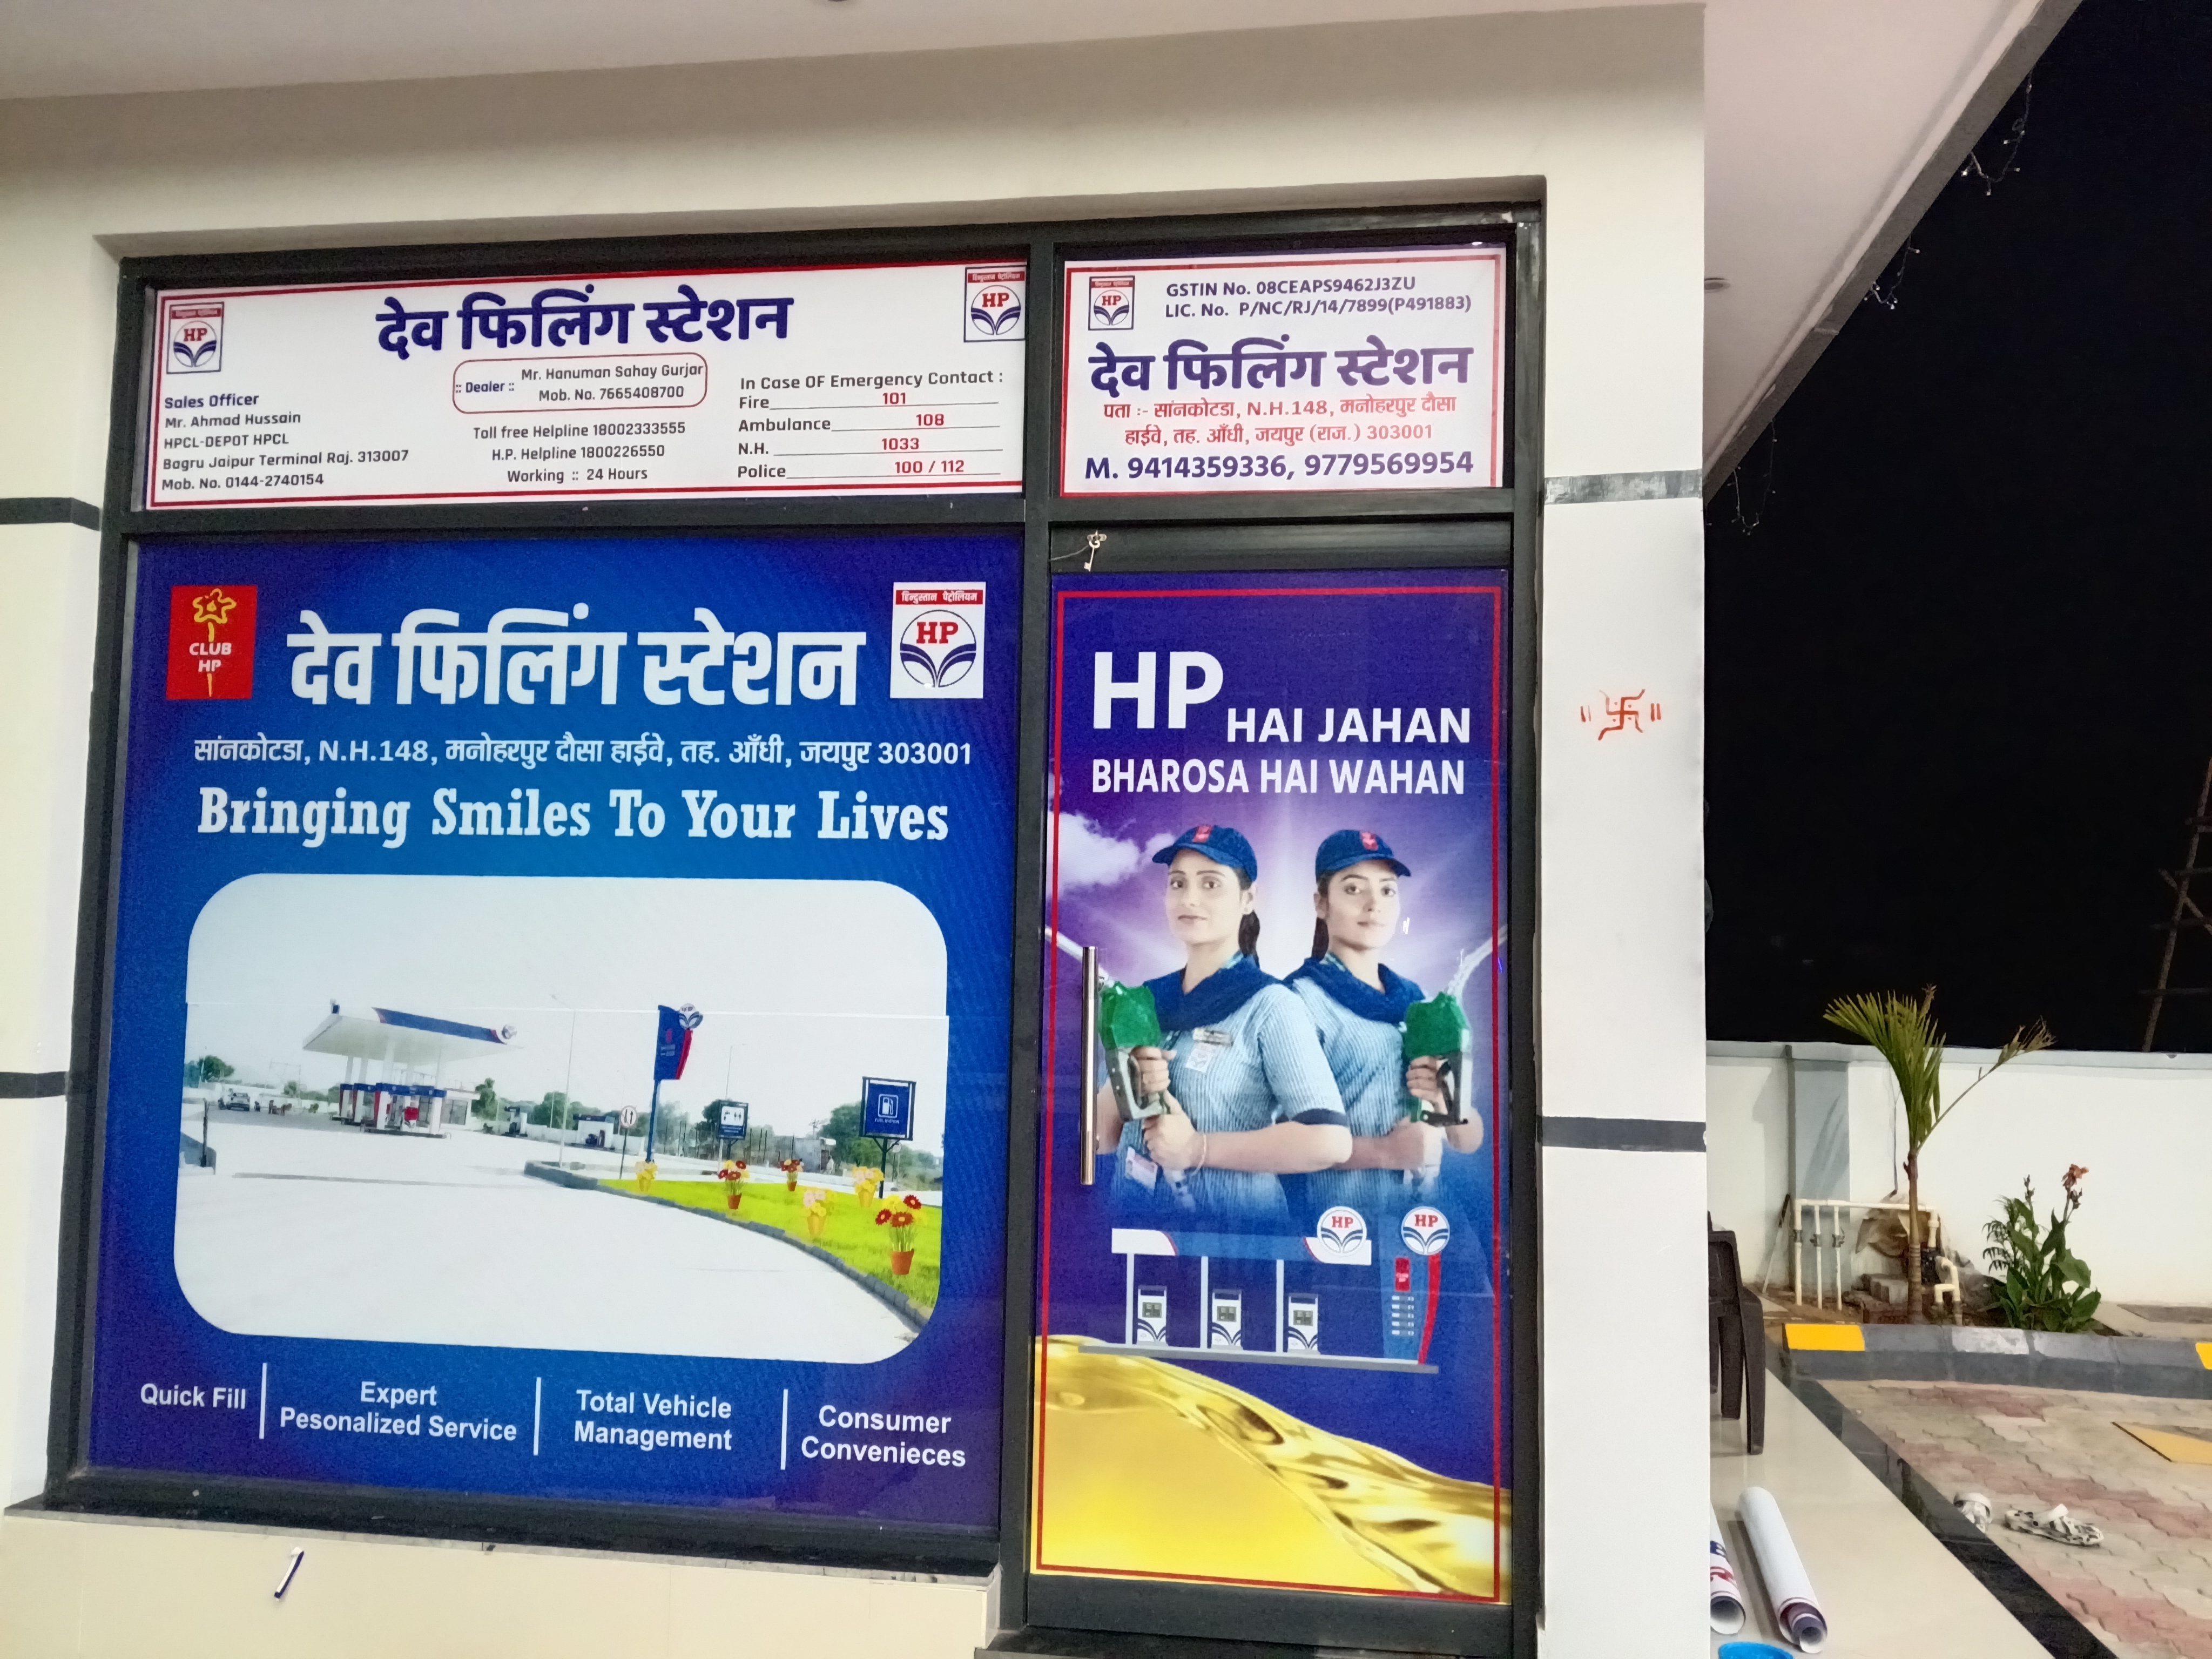 हिन्दुस्तान पेट्रोलियम
HP
देव फिलिंग स्टेशन
हिन्दुस्तान पेट्रोलियम
HP
:: Dealer :: Mr. Hanuman Sahay Gurjar
Mob. No. 7665408700
Sales Officer
Mr. Ahmad Hussain
HPCL-DEPOT HPCL
Bagru Jaipur Terminal Raj. 313007
Mob. No. 0144-2740154
Toll free Helpline 18002333555
H.P. Helpline 1800226550
Working :: 24 Hours
In Case OF Emergency Contact :
Fire 101
Ambulance 108
N.H. 1033
Police 100 / 112
HP
GSTIN No. 08CEAPS9462J3ZU
LIC. No. P/NC/RJ/14/7899(P491883)
देव फिलिंग स्टेशन
पता :- सांनकोटडा, N.H.148, मनोहरपुर दौसा
हाईवे, तह. आँधी, जयपुर (राज.) 303001
M. 9414359336, 9779569954
CLUB
HP
देव फिलिंग स्टेशन
हिन्दुस्तान पेट्रोलियम
HP
सांनकोटडा, N.H.148, मनोहरपुर दौसा हाईवे, तह. आँधी, जयपुर 303001
Bringing Smiles To Your Lives
Quick Fill
Expert
Pesonalized Service
Total Vehicle
Management
Consumer
Convenieces
HP HAI JAHAN
BHAROSA HAI WAHAN
HP
HP